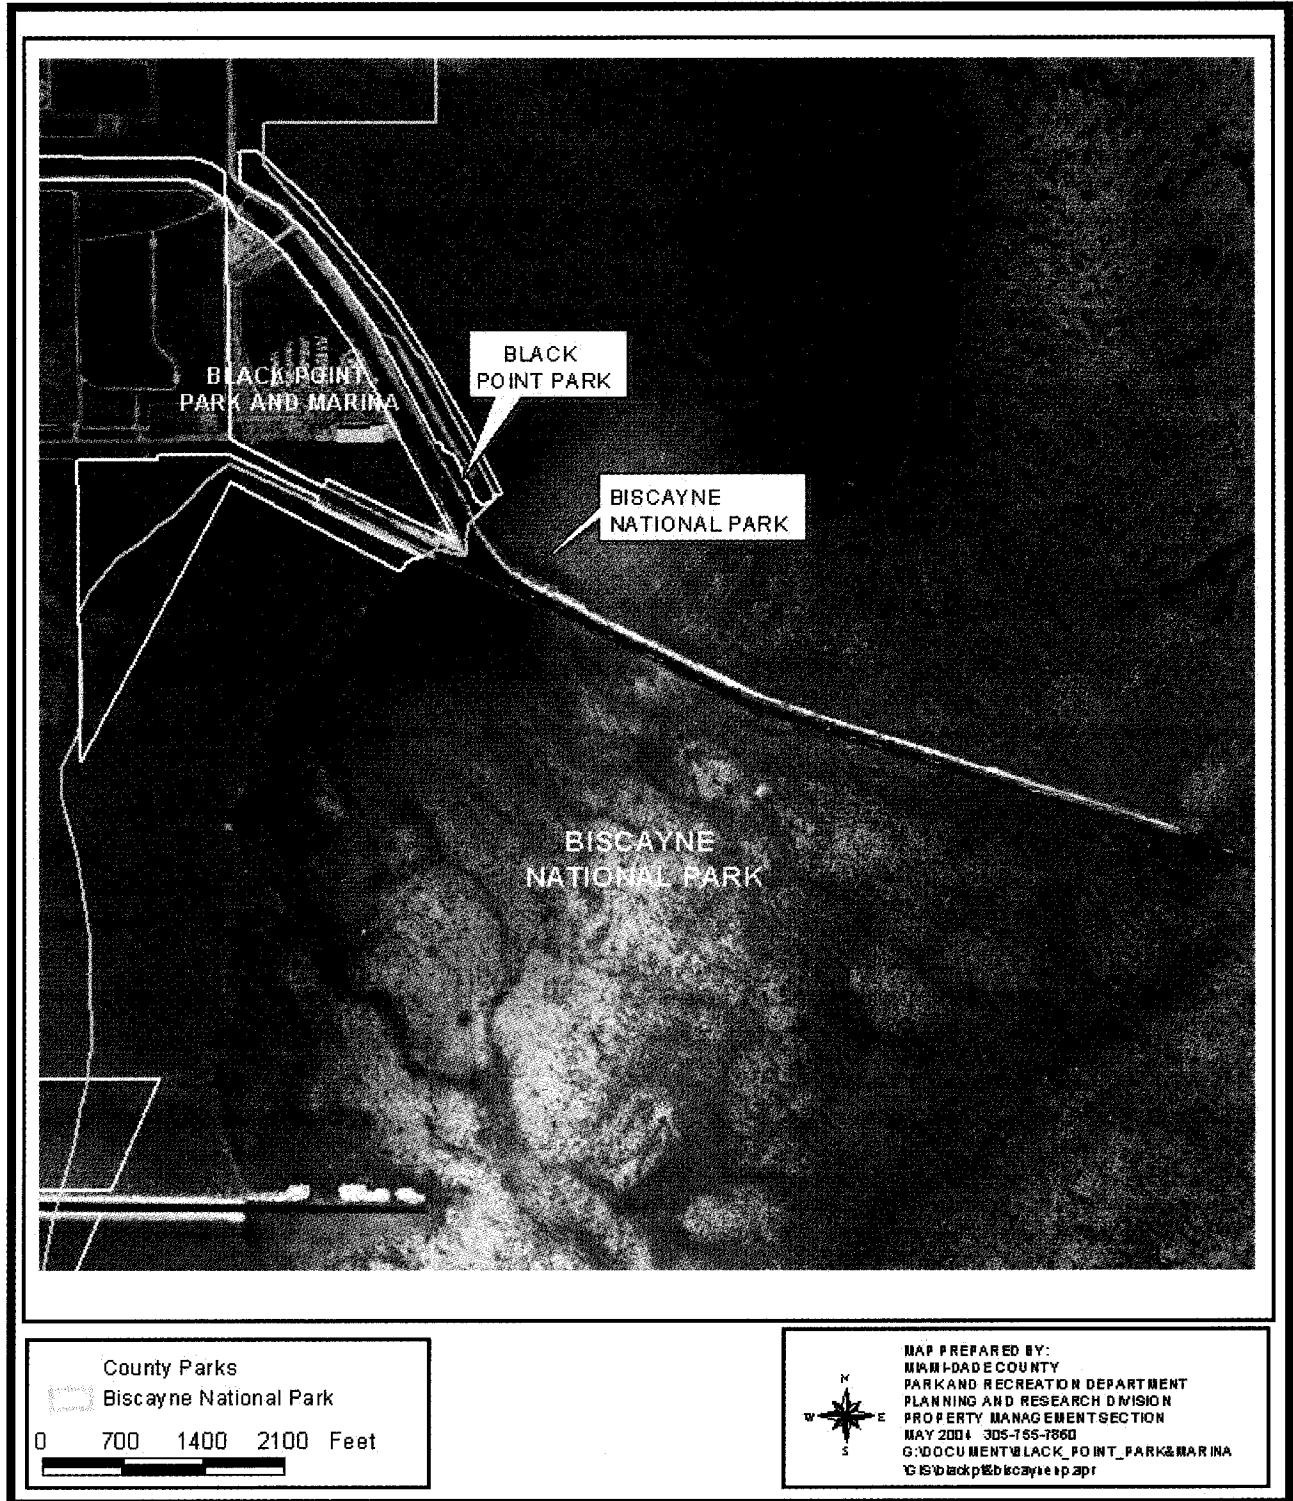 BLACK
POINT PARK
BLACK POINT
PARK AND MARINA
BISCAYNE
NATIONAL PARK
BISCAYNE
NATIONAL PARK
County Parks
Biscayne National Park
0 700 1400 2100 Feet
N
W E
S
MAP PREPARED BY:
MIAMI-DADE COUNTY
PARK AND RECREATION DEPARTMENT
PLANNING AND RESEARCH DIVISION
PROPERTY MANAGEMENT SECTION
MAY 2004 305-755-7860
G:\DOCUMENT\BLACK_POINT_PARK&MARINA